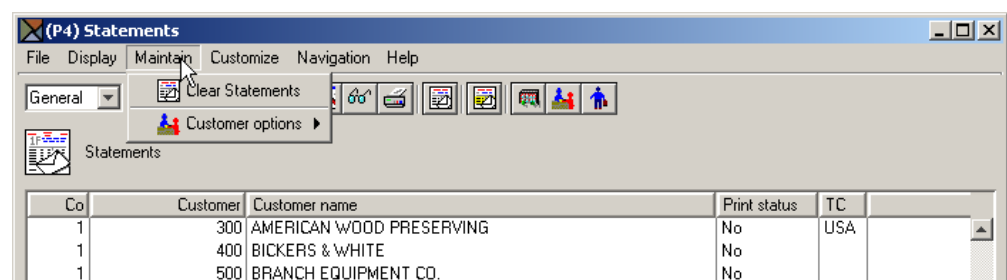 (P4) Statements
File Display Maintain Customize Navigation Help
Clear Statements
General
Customer options
1F
Statements
Co Customer Customer name Print status TC
1 300 AMERICAN WOOD PRESERVING No USA
1 400 BICKERS & WHITE No
1 500 BRANCH EQUIPMENT CO. No